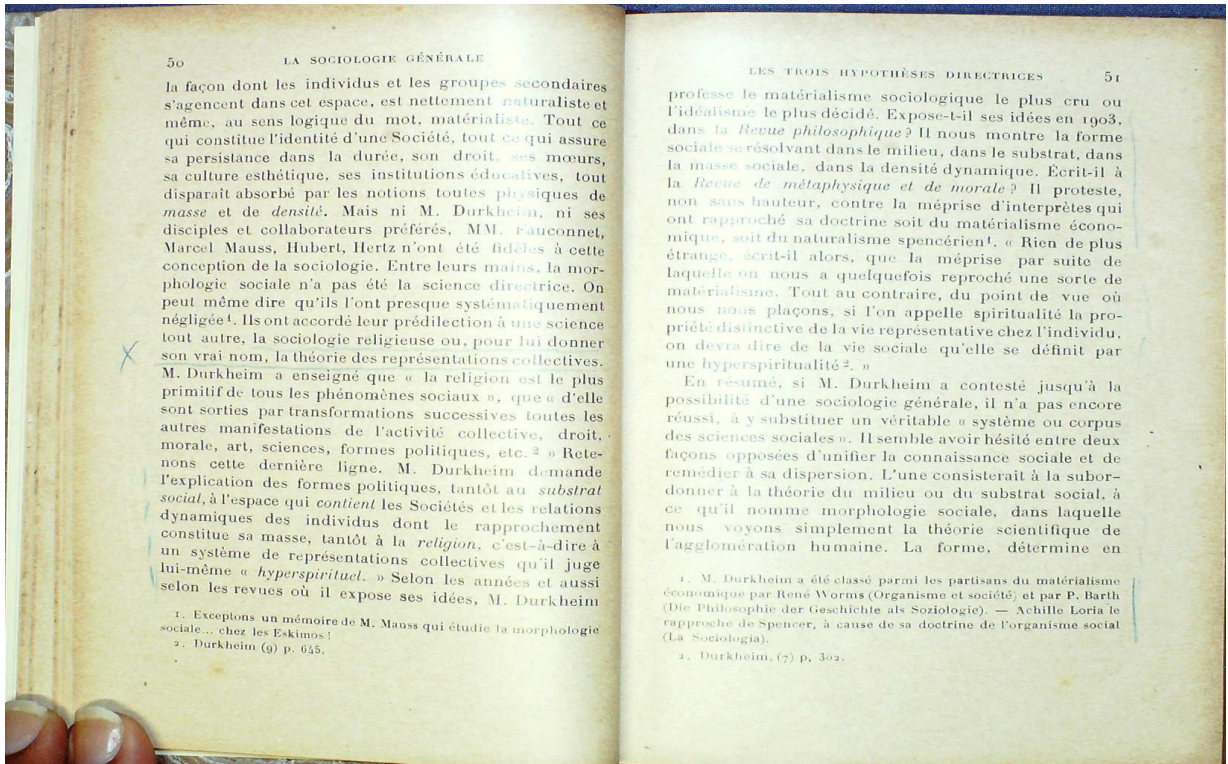 50 LA SOCIOLOGIE GÉNÉRALE
la façon dont les individus et les groupes secondaires
s'agencent dans cet espace, est nettement naturaliste et
même, au sens logique du mot, matérialiste. Tout ce
qui constitue l'identité d'une Société, tout ce qui assure
sa persistance dans la durée, son droit, ses mœurs,
sa culture esthétique, ses institutions éducatives, tout
disparaît absorbé par les notions toutes physiques de
masse et de densité. Mais ni M. Durkheim, ni ses
disciples et collaborateurs préférés, MM. Fauconnet,
Marcel Mauss, Hubert, Hertz n'ont été fidèles à cette
conception de la sociologie. Entre leurs mains, la mor-
phologie sociale n'a pas été la science directrice. On
peut même dire qu'ils l'ont presque systématiquement
négligée¹. Ils ont accordé leur prédilection à une science
tout autre, la sociologie religieuse ou, pour lui donner
son vrai nom, la théorie des représentations collectives.
M. Durkheim a enseigné que « la religion est le plus
primitif de tous les phénomènes sociaux », que « d'elle
sont sorties par transformations successives toutes les
autres manifestations de l'activité collective, droit,
morale, art, sciences, formes politiques, etc. ² » Rete-
nons cette dernière ligne. M. Durkheim demande
l'explication des formes politiques, tantôt au substrat
social, à l'espace qui contient les Sociétés et les relations
dynamiques des individus dont le rapprochement
constitue sa masse, tantôt à la religion, c'est-à-dire à
un système de représentations collectives qu'il juge
lui-même « hyperspirituel. » Selon les années et aussi
selon les revues où il expose ses idées, M. Durkheim
1. Exceptons un mémoire de M. Mauss qui étudie la morphologie
sociale... chez les Eskimos !
2. Durkheim (9) p. 645.
LES TROIS HYPOTHÈSES DIRECTRICES 51
professe le matérialisme sociologique le plus cru ou
l'idéalisme le plus décidé. Expose-t-il ses idées en 1903,
dans la Revue philosophique ? Il nous montre la forme
sociale se résolvant dans le milieu, dans le substrat, dans
la masse sociale, dans la densité dynamique. Écrit-il à
la Revue de métaphysique et de morale ? Il proteste,
non sans hauteur, contre la méprise d'interprètes qui
ont rapproché sa doctrine soit du matérialisme écono-
mique, soit du naturalisme spencérien¹. « Rien de plus
étrange, écrit-il alors, que la méprise par suite de
laquelle on nous a quelquefois reproché une sorte de
matérialisme. Tout au contraire, du point de vue où
nous nous plaçons, si l'on appelle spiritualité la pro-
priété distinctive de la vie représentative chez l'individu,
on devra dire de la vie sociale qu'elle se définit par
une hyperspiritualité ². »
En résumé, si M. Durkheim a contesté jusqu'à la
possibilité d'une sociologie générale, il n'a pas encore
réussi, à y substituer un véritable « système ou corpus
des sciences sociales ». Il semble avoir hésité entre deux
façons opposées d'unifier la connaissance sociale et de
remédier à sa dispersion. L'une consisterait à la subor-
donner à la théorie du milieu ou du substrat social, à
ce qu'il nomme morphologie sociale, dans laquelle
nous voyons simplement la théorie scientifique de
l'agglomération humaine. La forme, détermine en
1. M. Durkheim a été classé parmi les partisans du matérialisme
économique par René Worms (Organisme et société) et par P. Barth
(Die Philosophie der Geschichte als Soziologie). — Achille Loria le
rapproche de Spencer, à cause de sa doctrine de l'organisme social
(La Sociologia).
2. Durkheim, (7) p, 302.